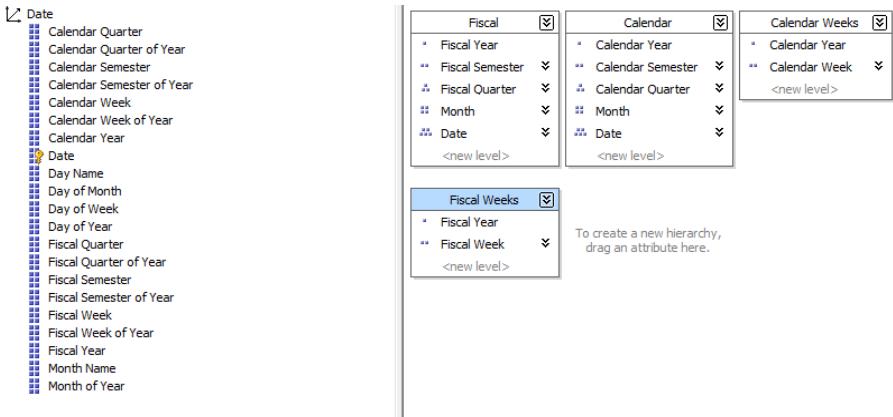 Date
Calendar Quarter
Calendar Quarter of Year
Calendar Semester
Calendar Semester of Year
Calendar Week
Calendar Week of Year
Calendar Year
Date
Day Name
Day of Month
Day of Week
Day of Year
Fiscal Quarter
Fiscal Quarter of Year
Fiscal Semester
Fiscal Semester of Year
Fiscal Week
Fiscal Week of Year
Fiscal Year
Month Name
Month of Year
Fiscal
Fiscal Year
Fiscal Semester
Fiscal Quarter
Month
Date
<new level>
Calendar
Calendar Year
Calendar Semester
Calendar Quarter
Month
Date
<new level>
Calendar Weeks
Calendar Year
Calendar Week
<new level>
Fiscal Weeks
Fiscal Year
Fiscal Week
<new level>
To create a new hierarchy,
drag an attribute here.